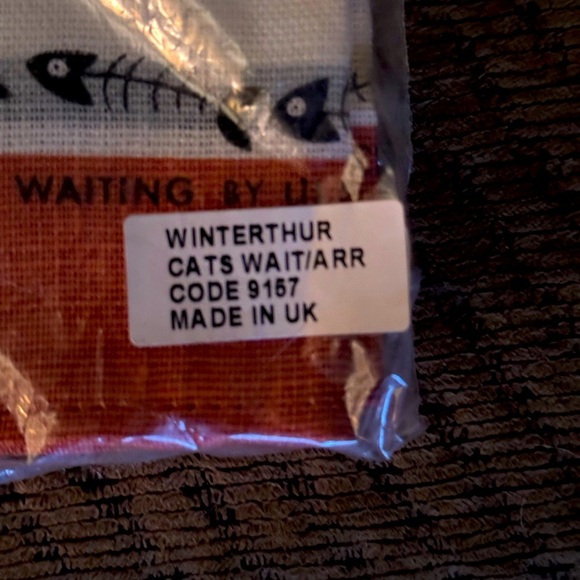 WAITING BY
WINTERTHUR
CATS WAIT/ARR
CODE 9157
MADE IN UK